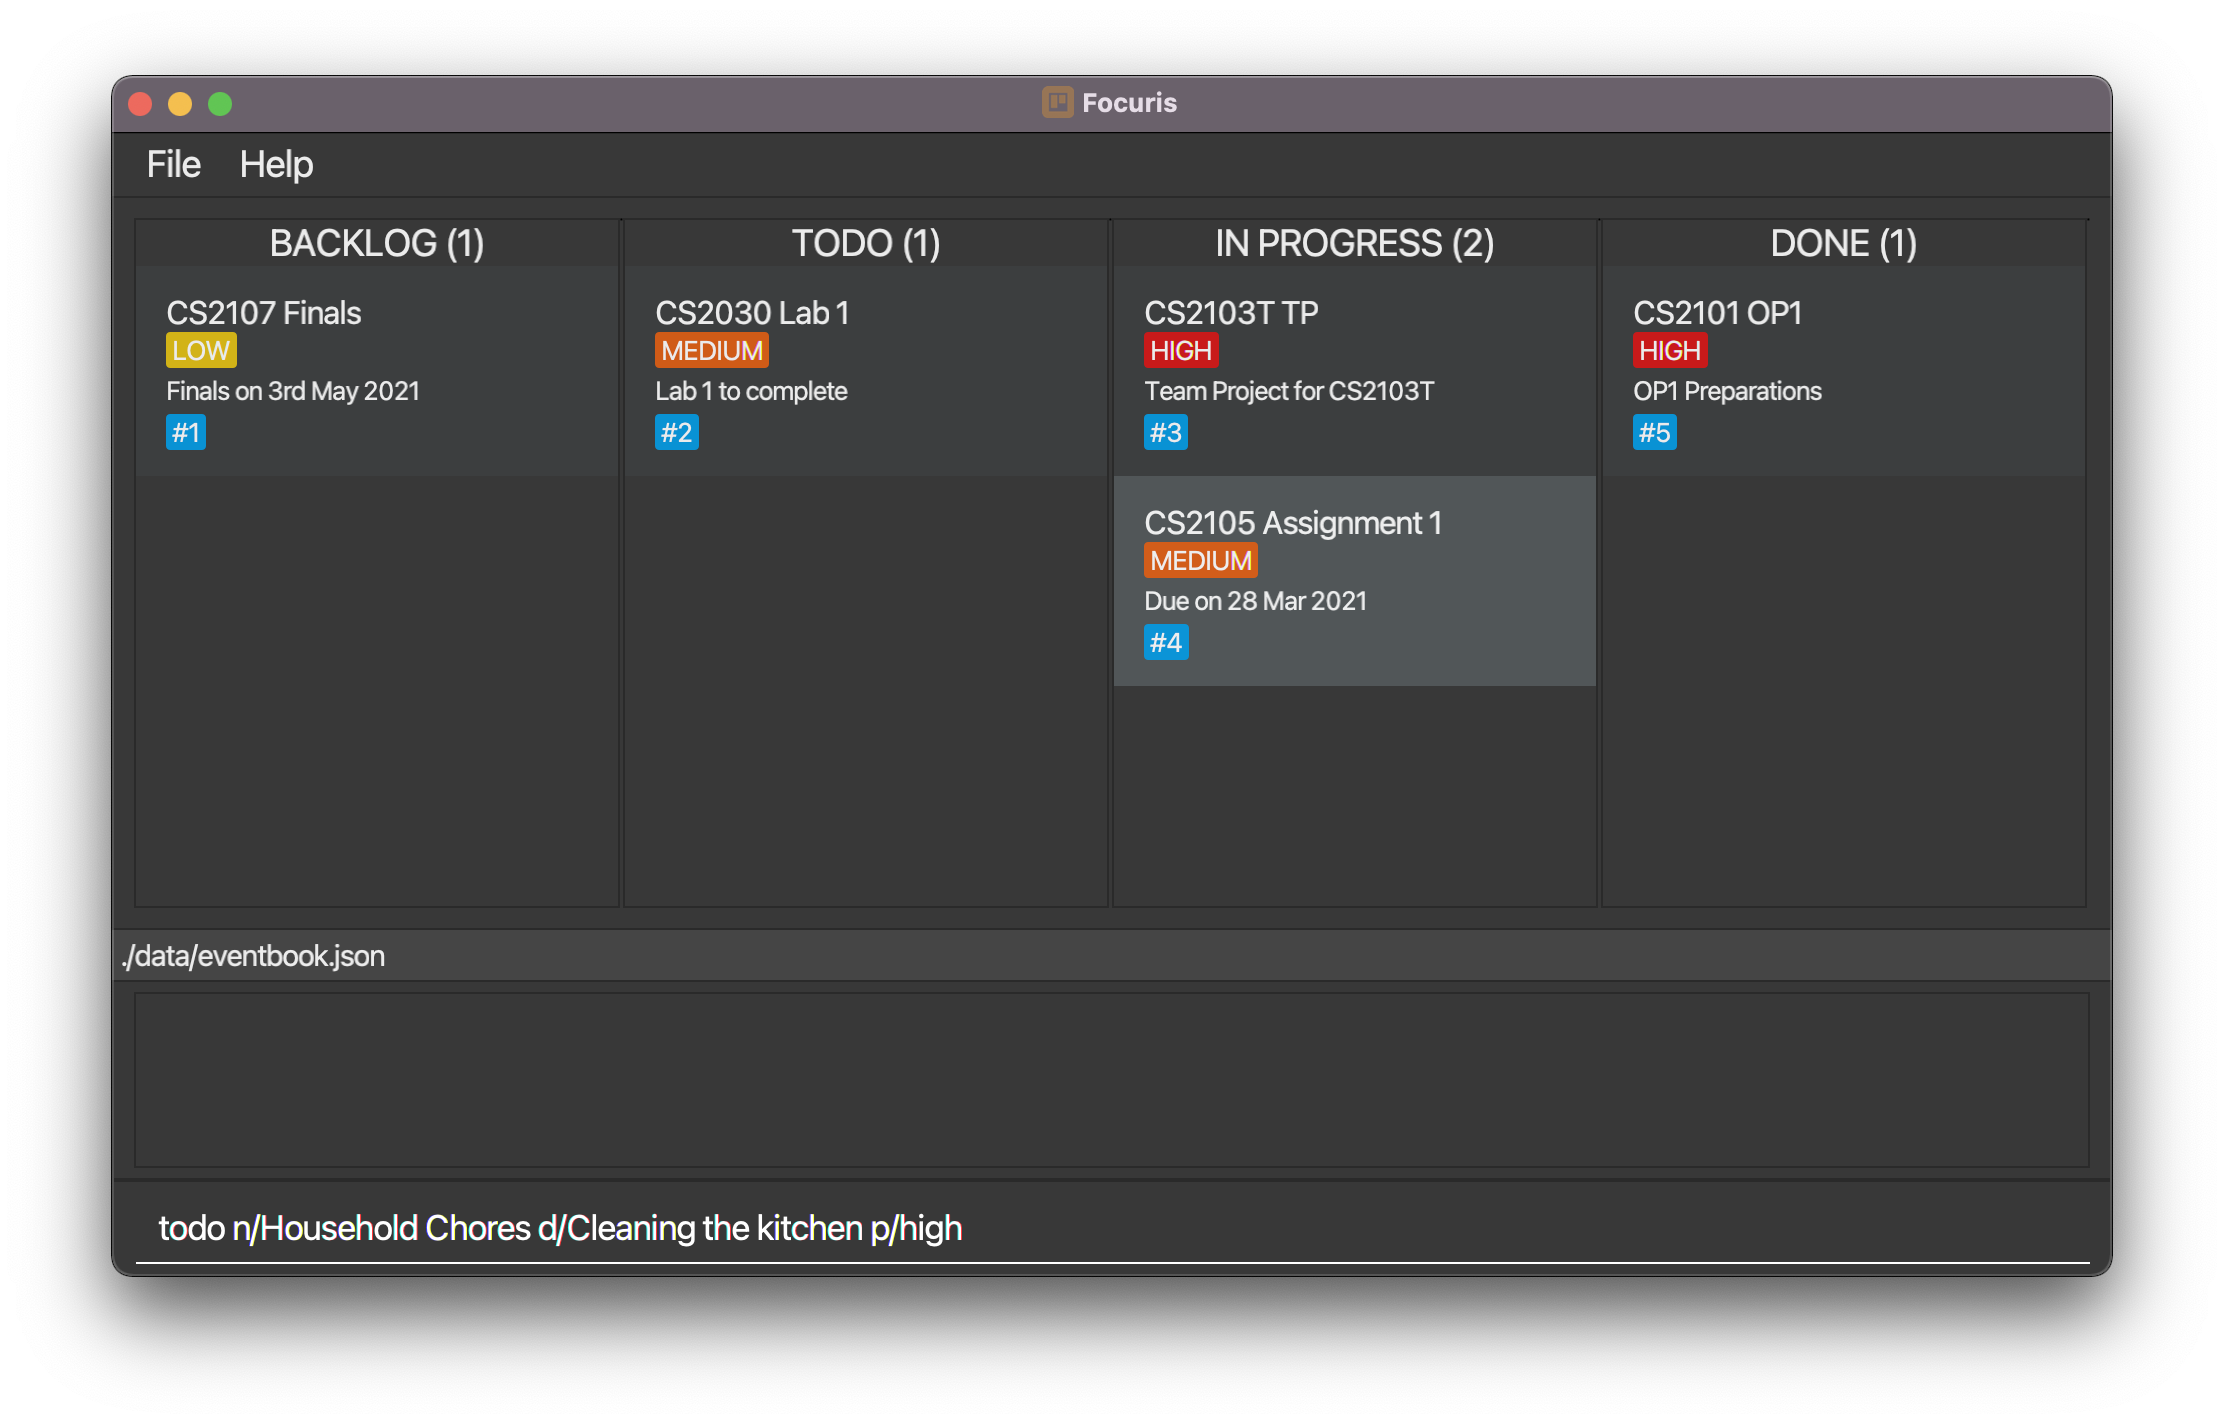 Focuris
File Help
BACKLOG (1)
CS2107 Finals
LOW
Finals on 3rd May 2021
#1
TODO (1)
CS2030 Lab 1
MEDIUM
Lab 1 to complete
#2
IN PROGRESS (2)
CS2103T TP
HIGH
Team Project for CS2103T
#3
CS2105 Assignment 1
MEDIUM
Due on 28 Mar 2021
#4
DONE (1)
CS2101 OP1
HIGH
OP1 Preparations
#5
./data/eventbook.json
todo n/Household Chores d/Cleaning the kitchen p/high